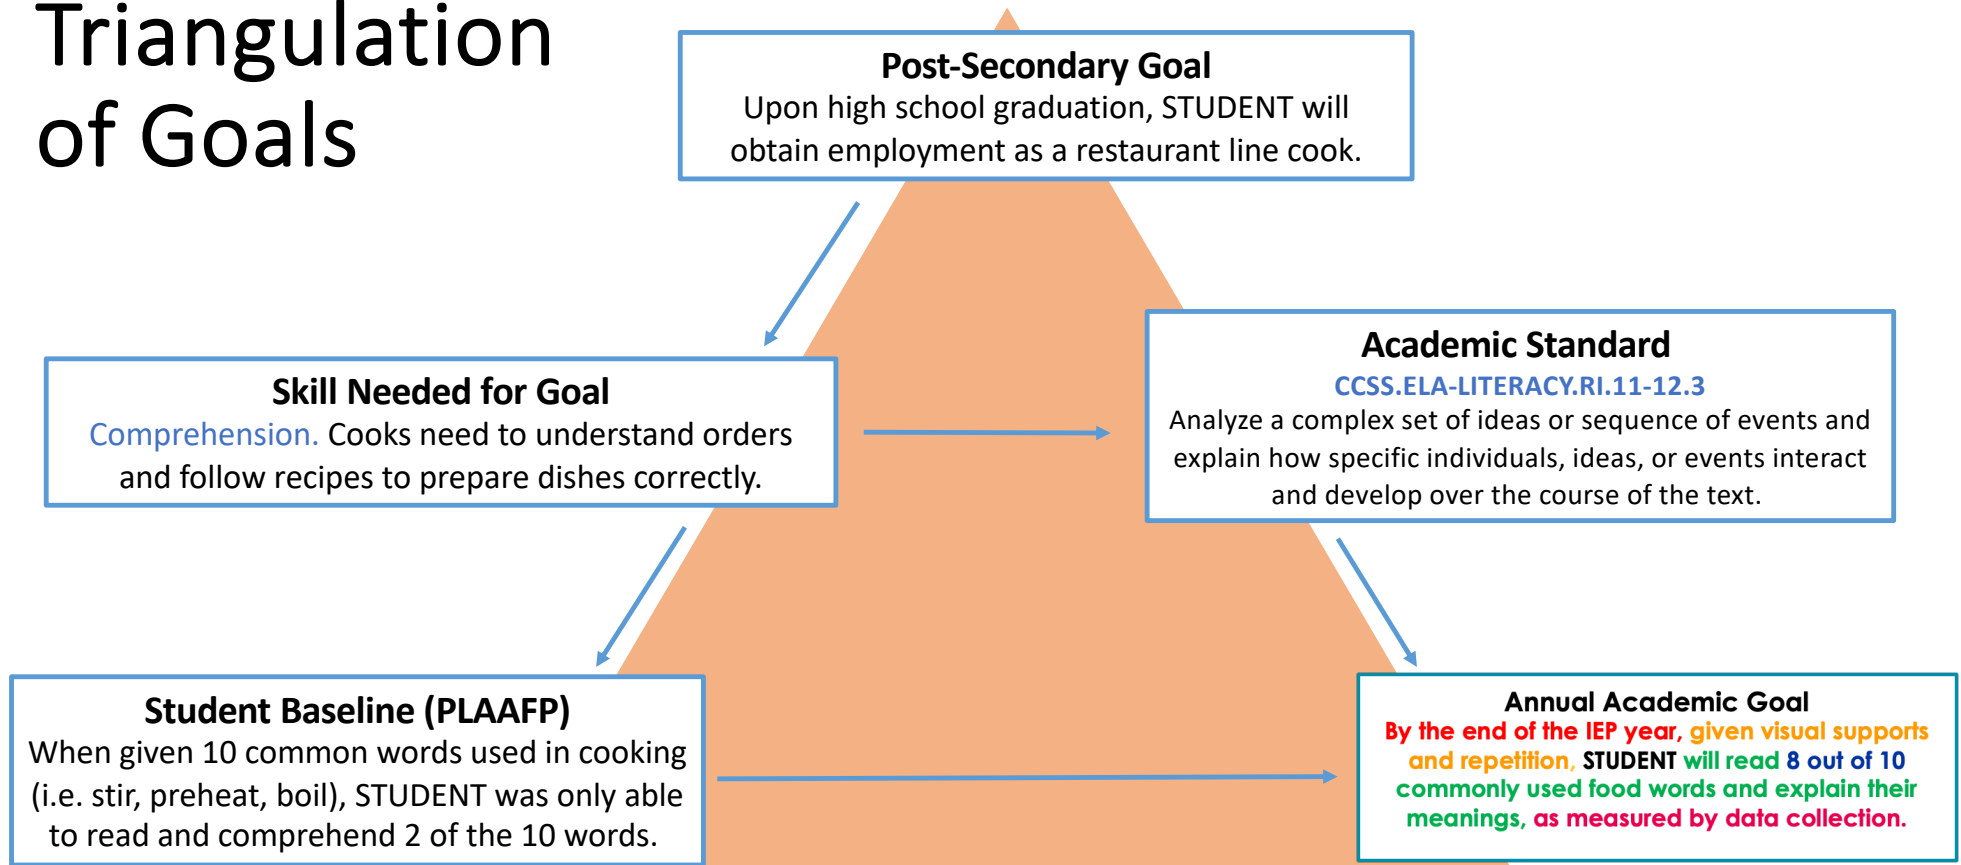 Triangulation
of Goals
Post-Secondary Goal
Upon high school graduation, STUDENT will
obtain employment as a restaurant line cook.
Skill Needed for Goal
Comprehension. Cooks need to understand orders
and follow recipes to prepare dishes correctly.
Academic Standard
CCSS.ELA-LITERACY.RI.11-12.3
Analyze a complex set of ideas or sequence of events and
explain how specific individuals, ideas, or events interact
and develop over the course of the text.
Student Baseline (PLAAFP)
When given 10 common words used in cooking
(i.e. stir, preheat, boil), STUDENT was only able
to read and comprehend 2 of the 10 words.
Annual Academic Goal
By the end of the IEP year, given visual supports
and repetition, STUDENT will read 8 out of 10
commonly used food words and explain their
meanings, as measured by data collection.